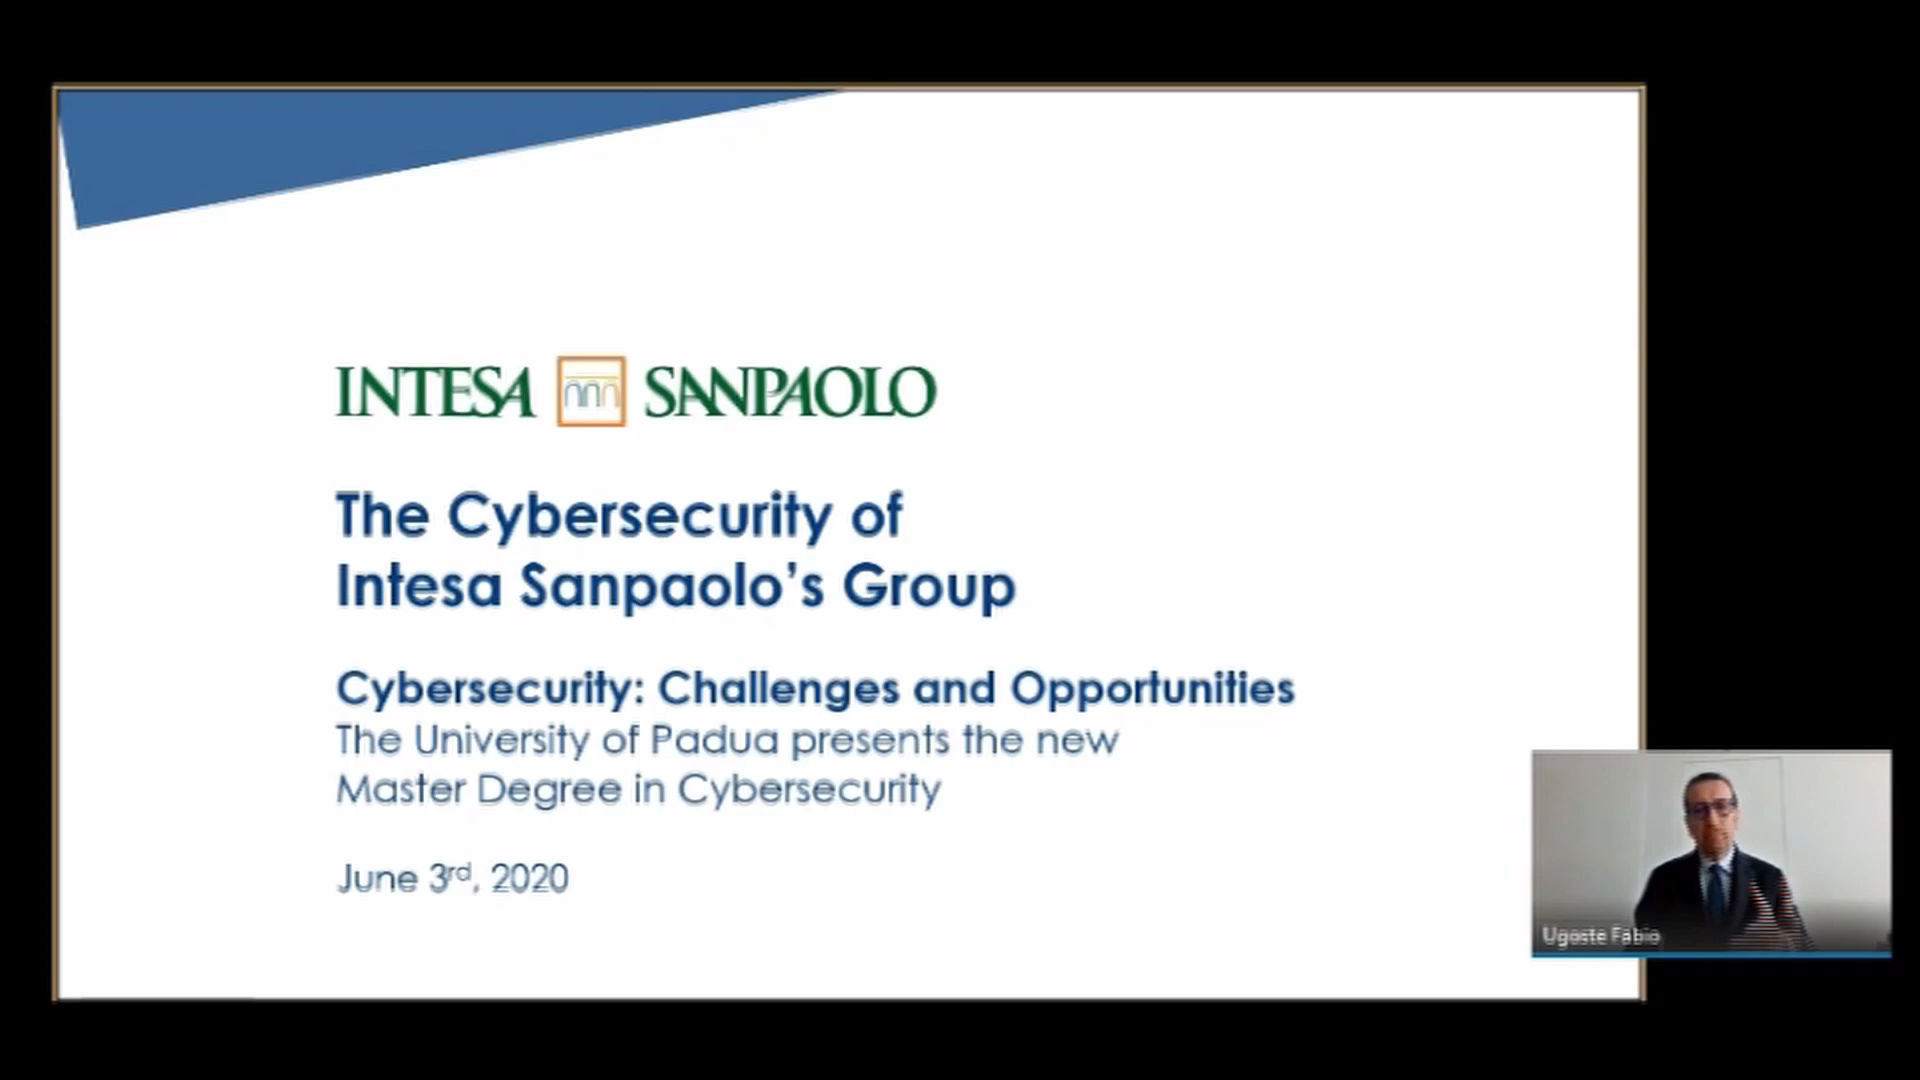 INTESA SANPAOLO
The Cybersecurity of
Intesa Sanpaolo’s Group
Cybersecurity: Challenges and Opportunities
The University of Padua presents the new
Master Degree in Cybersecurity
June 3rd, 2020
Ugoste Fabio